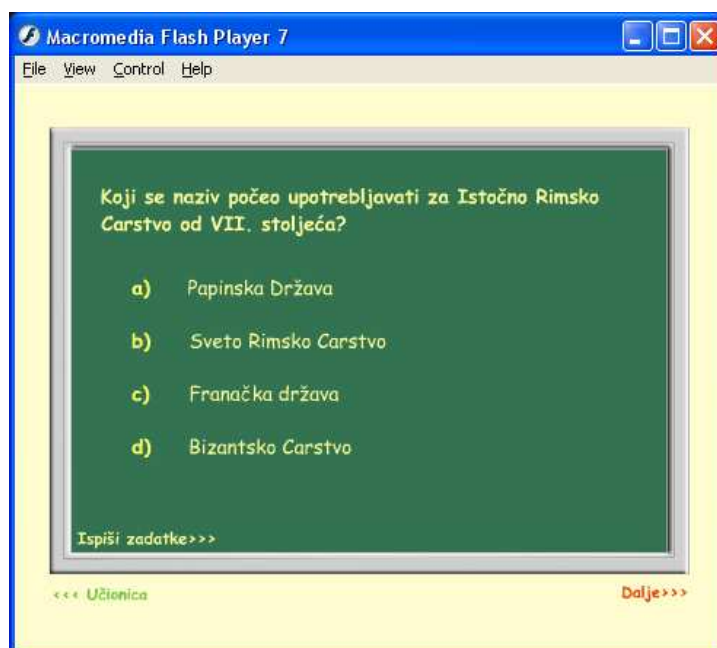 Macromedia Flash Player 7
File View Control Help
Koji se naziv počeo upotrebljavati za Istočno Rimsko
Carstvo od VII. stoljeća?
a) Papinska Država
b) Sveto Rimsko Carstvo
c) Franačka država
d) Bizantsko Carstvo
Ispiši zadatke>>>
<<< Učionica Dalje>>>